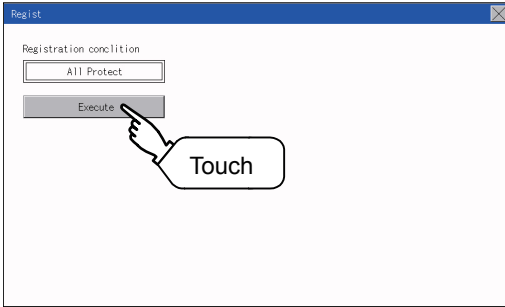 Regist
Registration conclition
All Protect
Execute
Touch